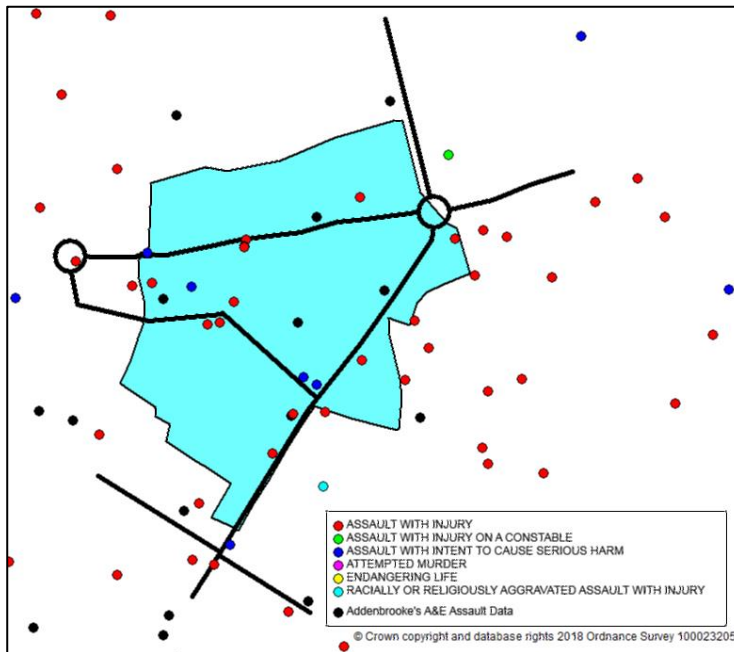 ASSAULT WITH INJURY
ASSAULT WITH INJURY ON A CONSTABLE
ASSAULT WITH INTENT TO CAUSE SERIOUS HARM
ATTEMPTED MURDER
ENDANGERING LIFE
RACIALLY OR RELIGIOUSLY AGGRAVATED ASSAULT WITH INJURY
Addenbrooke's A&E Assault Data
© Crown copyright and database rights 2018 Ordnance Survey 100023205